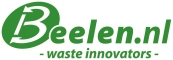 Beelen.nl
- waste innovators -